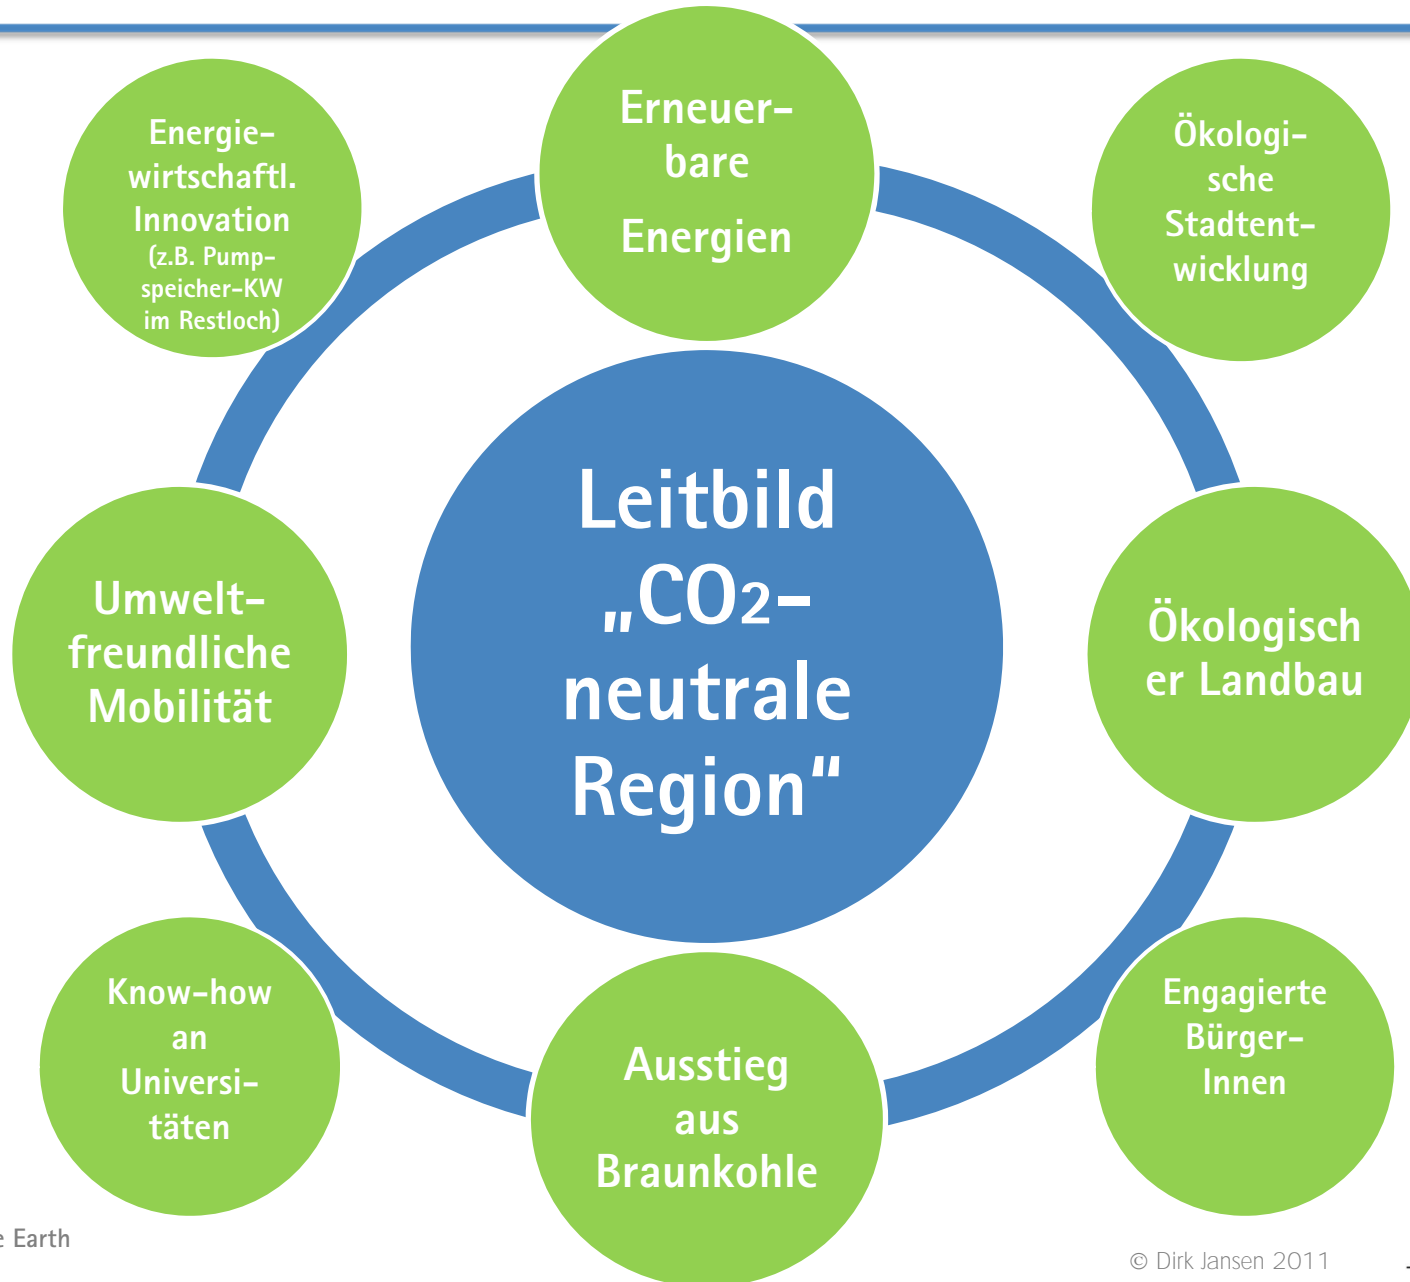 Erneuer-
bare
Energien
Energie-
wirtschaftl.
Innovation
(z.B. Pump-
speicher-KW
im Restloch)
Ökologi-
sche
Stadtent-
wicklung
Leitbild
„CO2-
neutrale
Region“
Umwelt-
freundliche
Mobilität
Ökologisch
er Landbau
Know-how
an
Universi-
täten
Ausstieg
aus
Braunkohle
Engagierte
Bürger-
Innen
Earth
© Dirk Jansen 2011